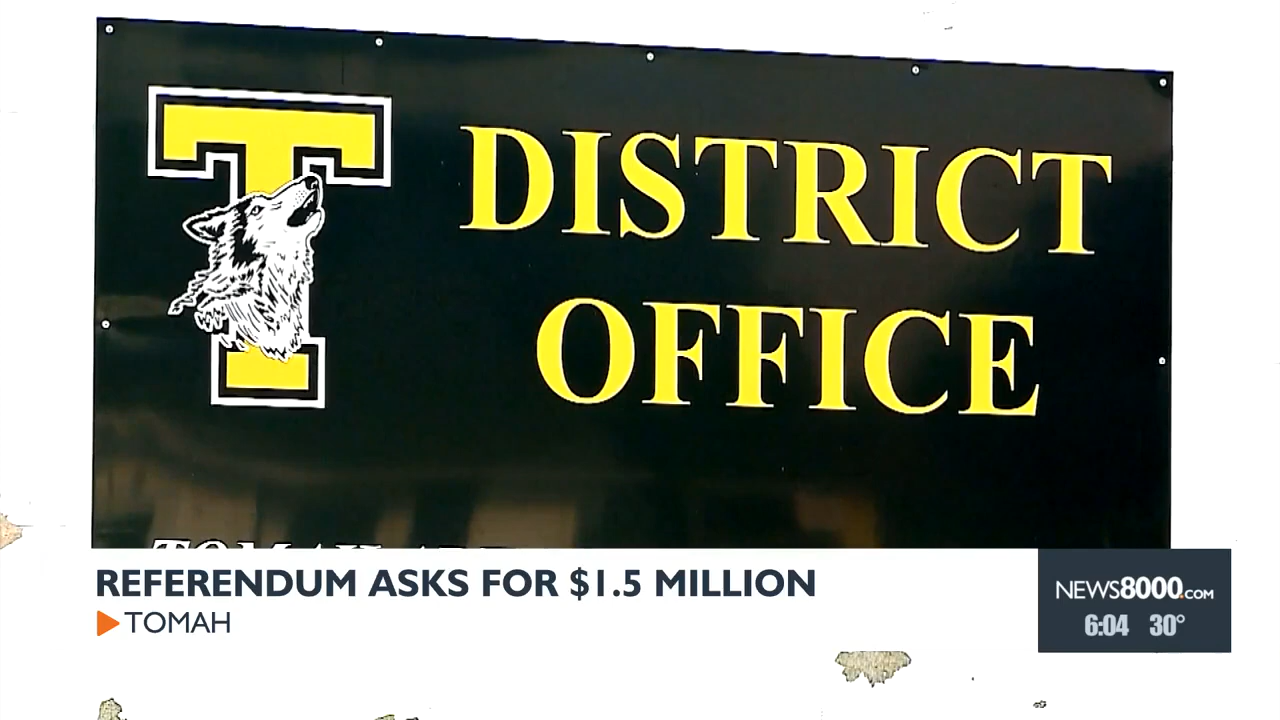 T DISTRICT
OFFICE
REFERENDUM ASKS FOR $1.5 MILLION
TOMAH
NEWS8000.COM
6:04 30°